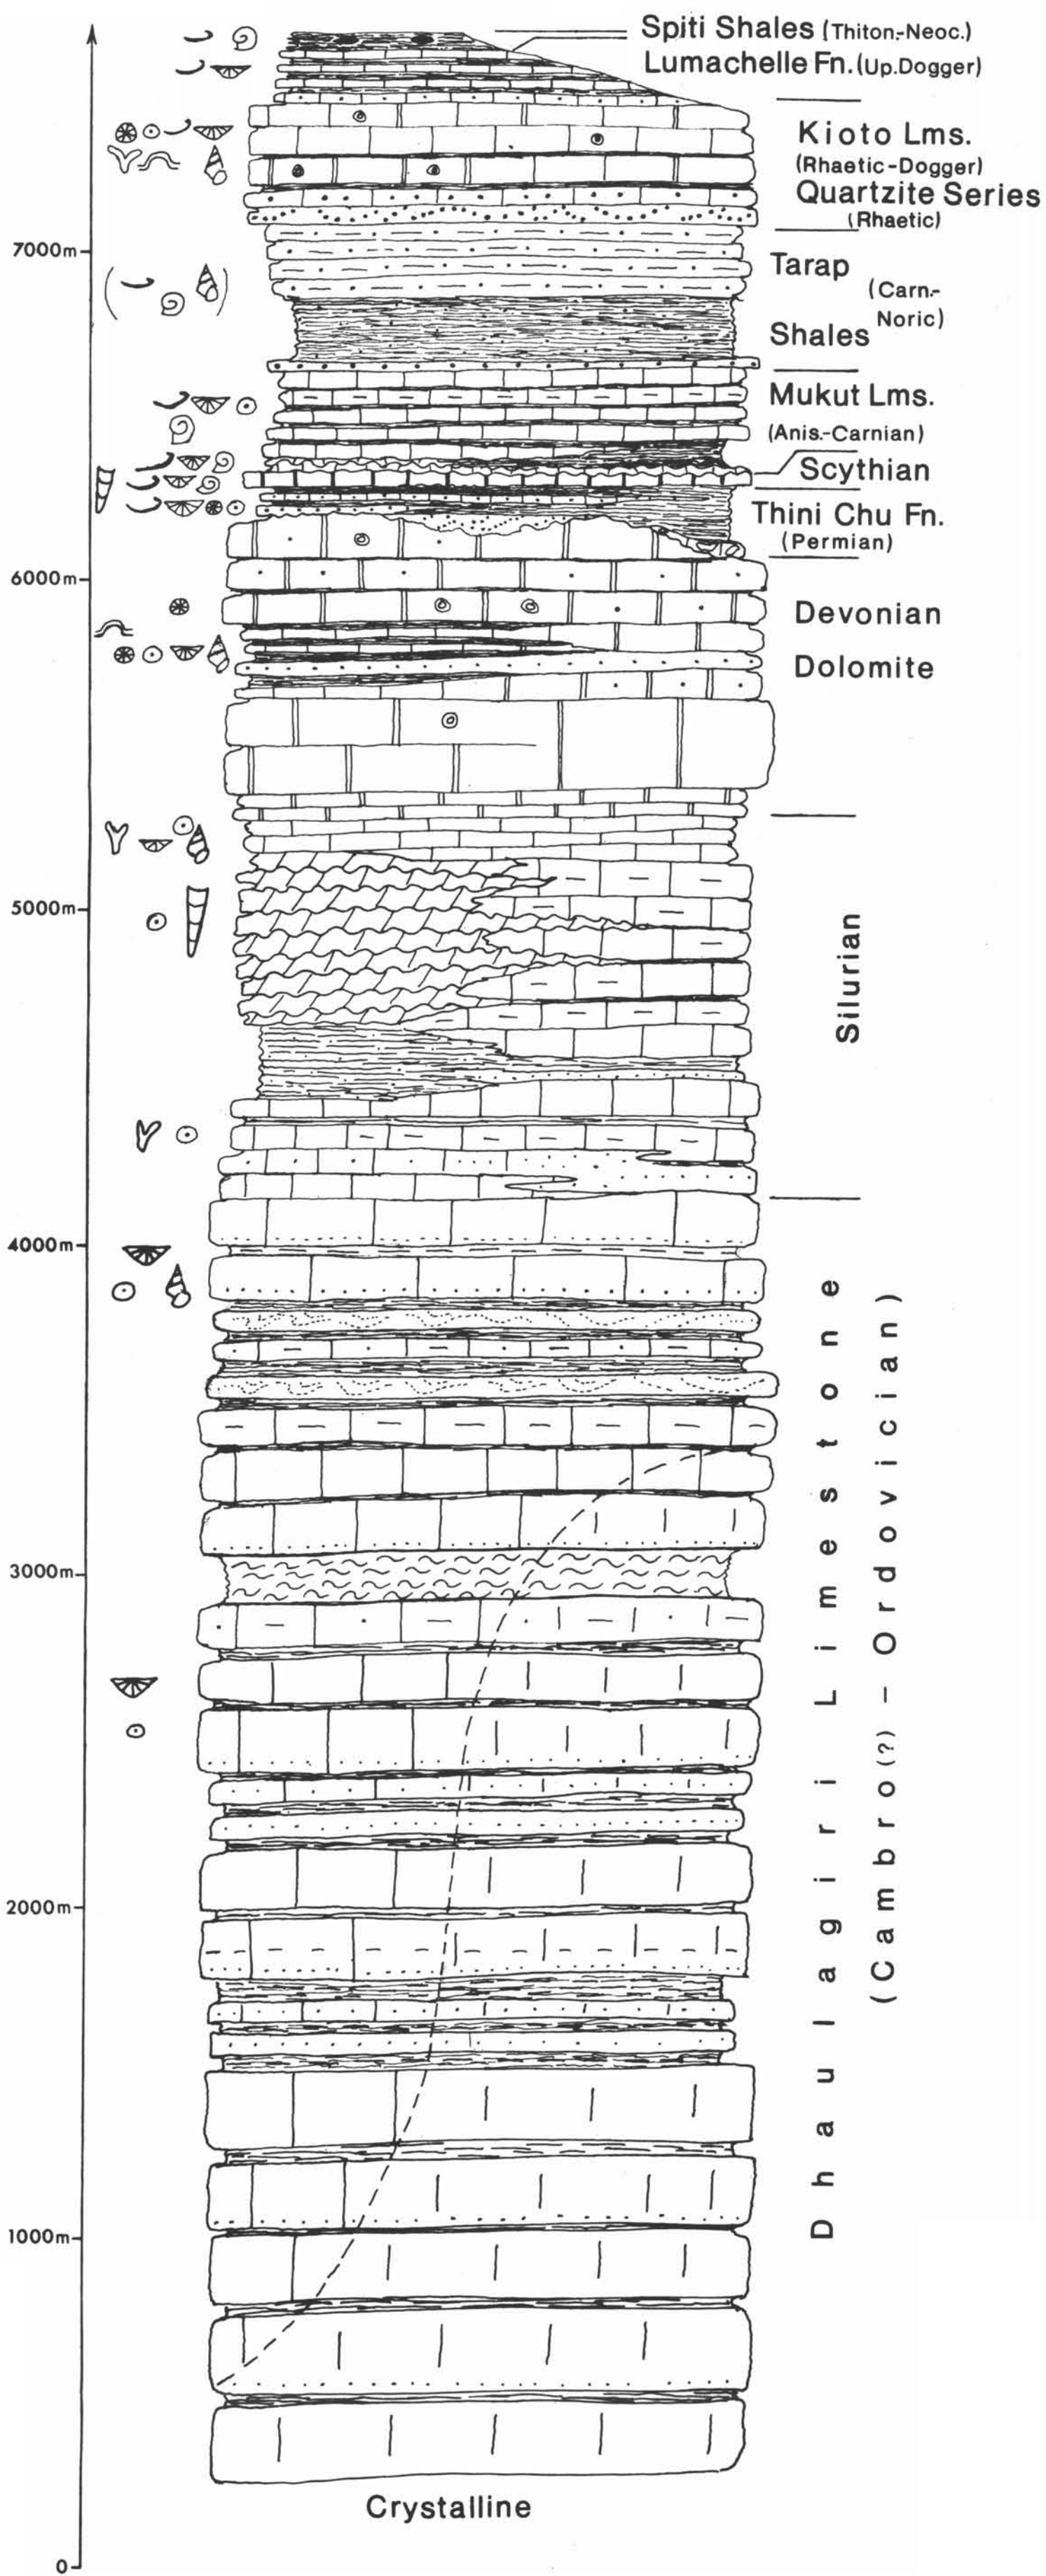 Spiti Shales (Thiton.-Neoc.)
Lumachelle Fn. (Up.Dogger)
Kioto Lms.
(Rhaetic-Dogger)
Quartzite Series
(Rhaetic)
7000m
Tarap
(Carn.-
Noric)
Shales
Mukut Lms.
(Anis.-Carnian)
Scythian
Thini Chu Fn.
(Permian)
6000m
Devonian
Dolomite
5000m
Silurian
4000m
Dhaulagiri Limestone
(Cambro(?) – Ordovician)
3000m
2000m
1000m
Crystalline
0